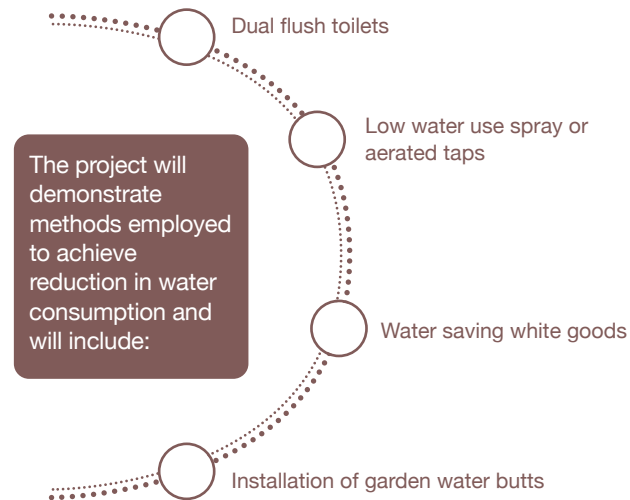 The project will
demonstrate
methods employed
to achieve
reduction in water
consumption and
will include:
Dual flush toilets
Low water use spray or
aerated taps
Water saving white goods
Installation of garden water butts